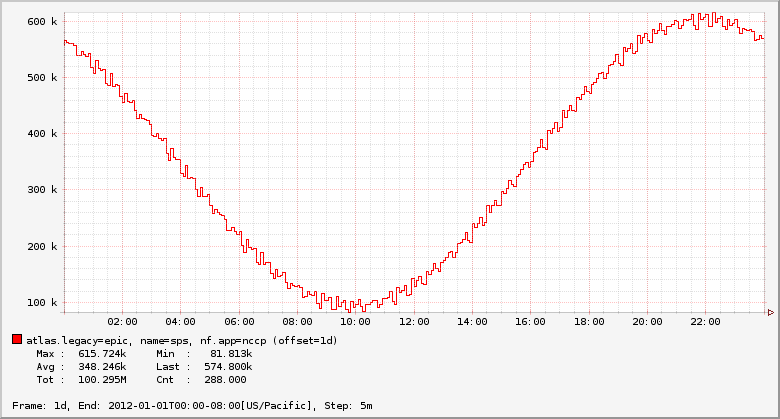 600 k
500 k
400 k
300 k
200 k
100 k
02:00 04:00 06:00 08:00 10:00 12:00 14:00 16:00 18:00 20:00 22:00
atlas.legacy=epic, name=sps, nf.app=nccp (offset=1d)
Max : 615.724k Min : 81.813k
Avg : 348.246k Last : 574.800k
Tot : 100.295M Cnt : 288.000
Frame: 1d, End: 2012-01-01T00:00-08:00[US/Pacific], Step: 5m